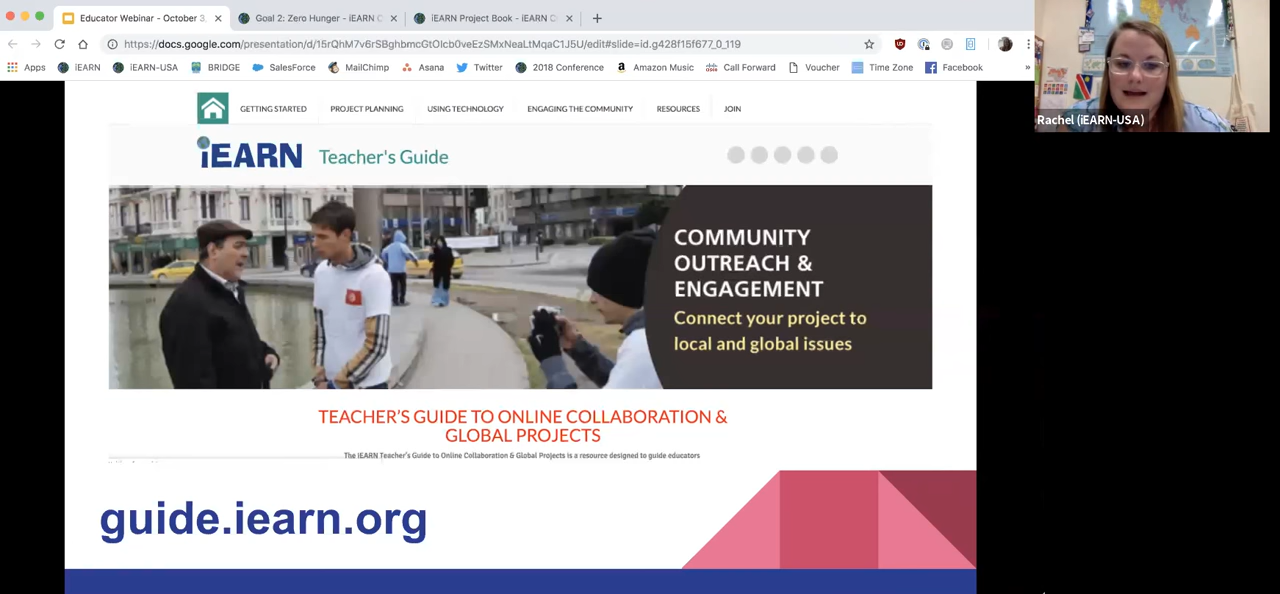 Educator Webinar - October 3,
Goal 2: Zero Hunger - iEARN C
iEARN Project Book - iEARN C
https://docs.google.com/presentation/d/15rQhM7v6rSBghbmcGtOlcb0veEzSMxNeaLtMqaC1J5U/edit#slide=id.g428f15f677_0_119
Apps iEARN iEARN-USA BRIDGE SalesForce MailChimp Asana Twitter 2018 Conference Amazon Music Call Forward Voucher Time Zone Facebook »
Rachel (iEARN-USA)
GETTING STARTED PROJECT PLANNING USING TECHNOLOGY ENGAGING THE COMMUNITY RESOURCES JOIN
iEARN Teacher's Guide
COMMUNITY
OUTREACH &
ENGAGEMENT
Connect your project to
local and global issues
TEACHER'S GUIDE TO ONLINE COLLABORATION &
GLOBAL PROJECTS
The iEARN Teacher's Guide to Online Collaboration & Global Projects is a resource designed to guide educators
guide.iearn.org